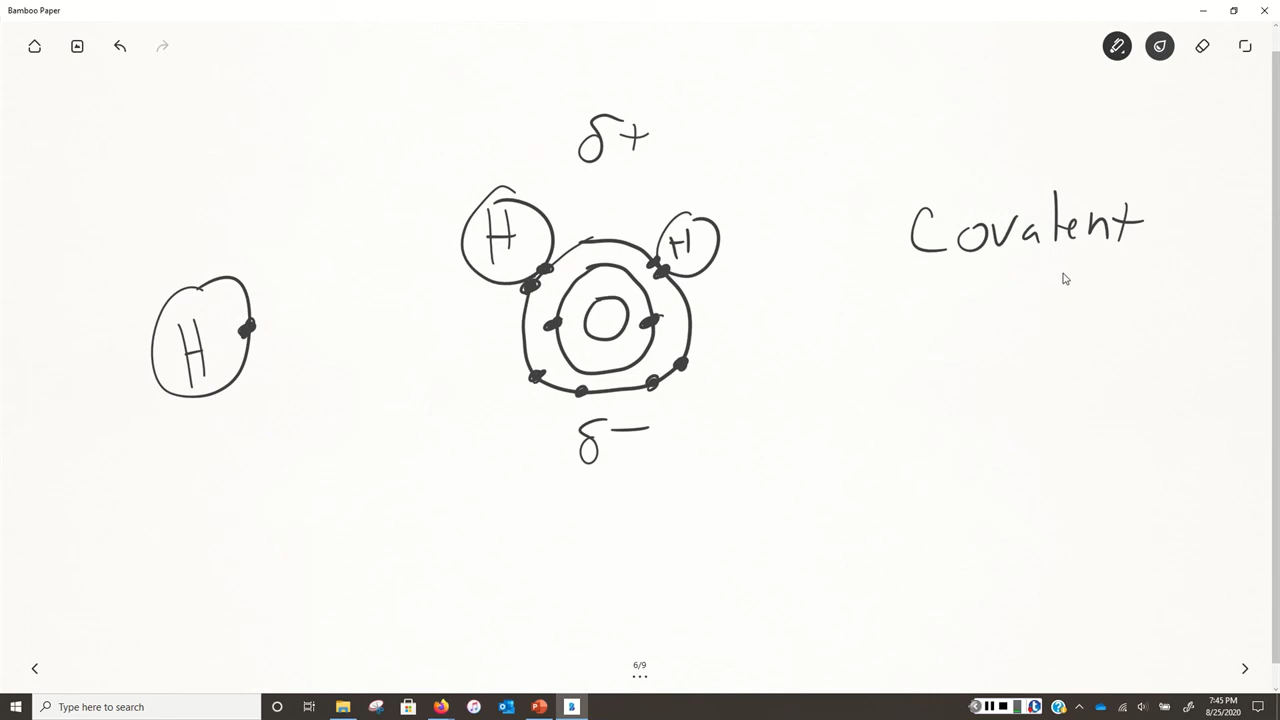 Bamboo Paper
δ+
H
H
Covalent
H
O
δ−
6/9
Type here to search
7:45 PM
8/25/2020